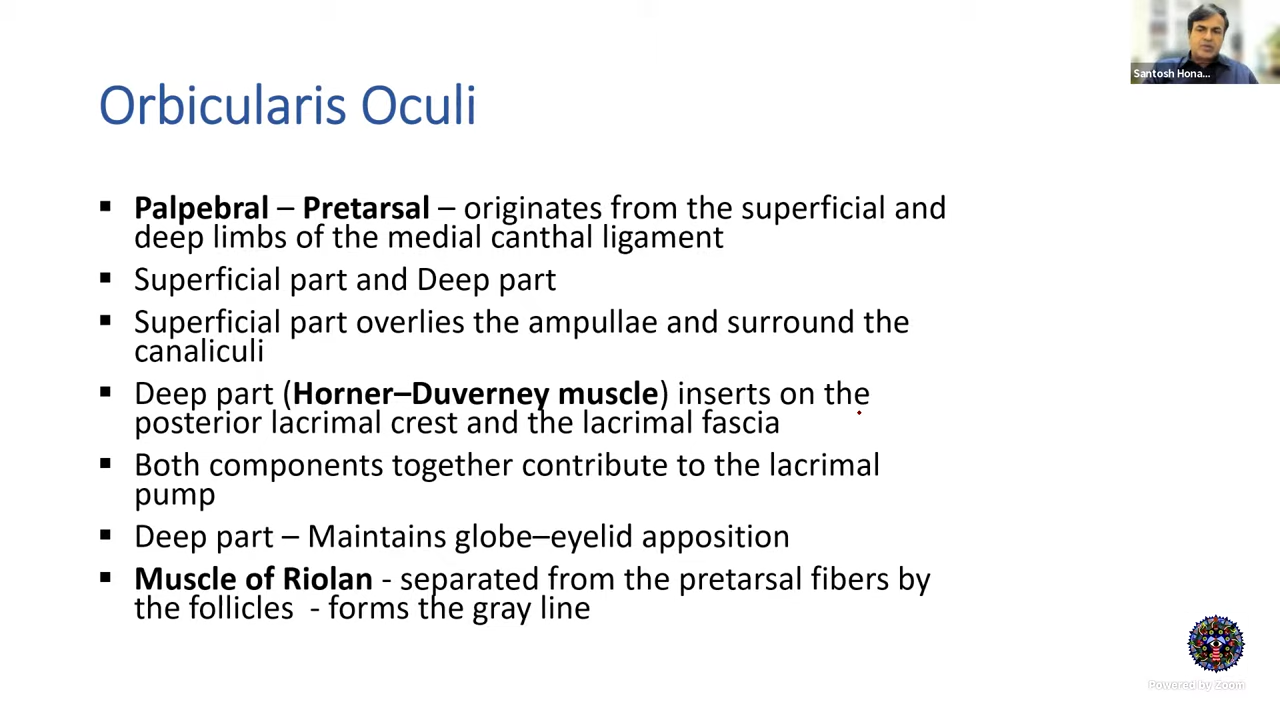 Santosh Hona...
Orbicularis Oculi
▪ Palpebral – Pretarsal – originates from the superficial and
deep limbs of the medial canthal ligament
▪ Superficial part and Deep part
▪ Superficial part overlies the ampullae and surround the
canaliculi
▪ Deep part (Horner–Duverney muscle) inserts on the
posterior lacrimal crest and the lacrimal fascia
▪ Both components together contribute to the lacrimal
pump
▪ Deep part – Maintains globe–eyelid apposition
▪ Muscle of Riolan - separated from the pretarsal fibers by
the follicles - forms the gray line
Powered by Zoom